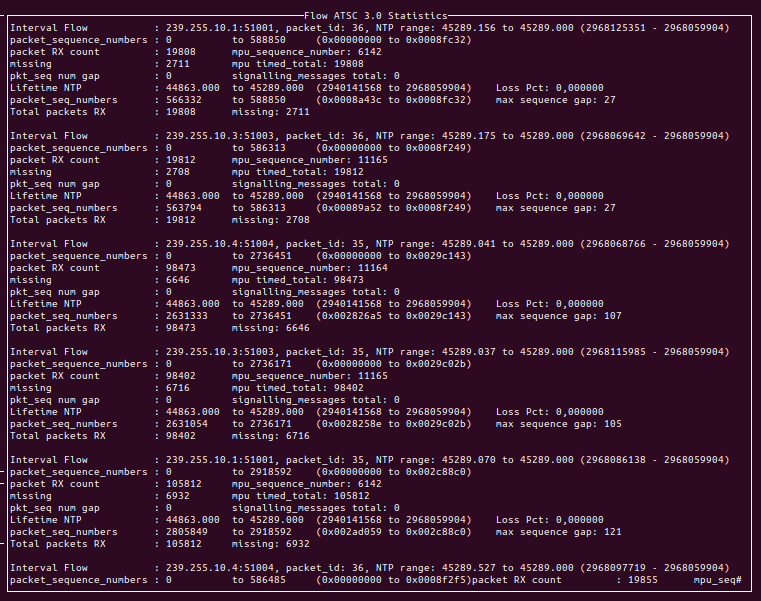 Flow ATSC 3.0 Statistics
Interval Flow : 239.255.10.1:51001, packet_id: 36, NTP range: 45289.156 to 45289.000 (2968125351 - 2968059904)
packet_sequence_numbers : 0 to 588850 (0x00000000 to 0x0008fc32)
packet RX count : 19808 mpu_sequence_number: 6142
missing : 2711 mpu timed_total: 19808
pkt_seq num gap : 0 signalling_messages total: 0
Lifetime NTP : 44863.000 to 45289.000 (2940141568 to 2968059904) Loss Pct: 0,000000
packet_seq_numbers : 566332 to 588850 (0x0008a43c to 0x0008fc32) max sequence gap: 27
Total packets RX : 19808 missing: 2711
Interval Flow : 239.255.10.3:51003, packet_id: 36, NTP range: 45289.175 to 45289.000 (2968069642 - 2968059904)
packet_sequence_numbers : 0 to 586313 (0x00000000 to 0x0008f249)
packet RX count : 19812 mpu_sequence_number: 11165
missing : 2708 mpu timed_total: 19812
pkt_seq num gap : 0 signalling_messages total: 0
Lifetime NTP : 44863.000 to 45289.000 (2940141568 to 2968059904) Loss Pct: 0,000000
packet_seq_numbers : 563794 to 586313 (0x00089a52 to 0x0008f249) max sequence gap: 27
Total packets RX : 19812 missing: 2708
Interval Flow : 239.255.10.4:51004, packet_id: 35, NTP range: 45289.041 to 45289.000 (2968068766 - 2968059904)
packet_sequence_numbers : 0 to 2736451 (0x00000000 to 0x0029c143)
packet RX count : 98473 mpu_sequence_number: 11164
missing : 6646 mpu timed_total: 98473
pkt_seq num gap : 0 signalling_messages total: 0
Lifetime NTP : 44863.000 to 45289.000 (2940141568 to 2968059904) Loss Pct: 0,000000
packet_seq_numbers : 2631333 to 2736451 (0x002826a5 to 0x0029c143) max sequence gap: 107
Total packets RX : 98473 missing: 6646
Interval Flow : 239.255.10.3:51003, packet_id: 35, NTP range: 45289.037 to 45289.000 (2968115985 - 2968059904)
packet_sequence_numbers : 0 to 2736171 (0x00000000 to 0x0029c02b)
packet RX count : 98402 mpu_sequence_number: 11165
missing : 6716 mpu timed_total: 98402
pkt_seq num gap : 0 signalling_messages total: 0
Lifetime NTP : 44863.000 to 45289.000 (2940141568 to 2968059904) Loss Pct: 0,000000
packet_seq_numbers : 2631054 to 2736171 (0x0028258e to 0x0029c02b) max sequence gap: 105
Total packets RX : 98402 missing: 6716
Interval Flow : 239.255.10.1:51001, packet_id: 35, NTP range: 45289.070 to 45289.000 (2968086138 - 2968059904)
packet_sequence_numbers : 0 to 2918592 (0x00000000 to 0x002c88c0)
packet RX count : 105812 mpu_sequence_number: 6142
missing : 6932 mpu timed_total: 105812
pkt_seq num gap : 0 signalling_messages total: 0
Lifetime NTP : 44863.000 to 45289.000 (2940141568 to 2968059904) Loss Pct: 0,000000
packet_seq_numbers : 2805849 to 2918592 (0x002ad059 to 0x002c88c0) max sequence gap: 121
Total packets RX : 105812 missing: 6932
Interval Flow : 239.255.10.4:51004, packet_id: 36, NTP range: 45289.527 to 45289.000 (2968097719 - 2968059904)
packet_sequence_numbers : 0 to 586485 (0x00000000 to 0x0008f2f5)packet RX count : 19855 mpu_seq#